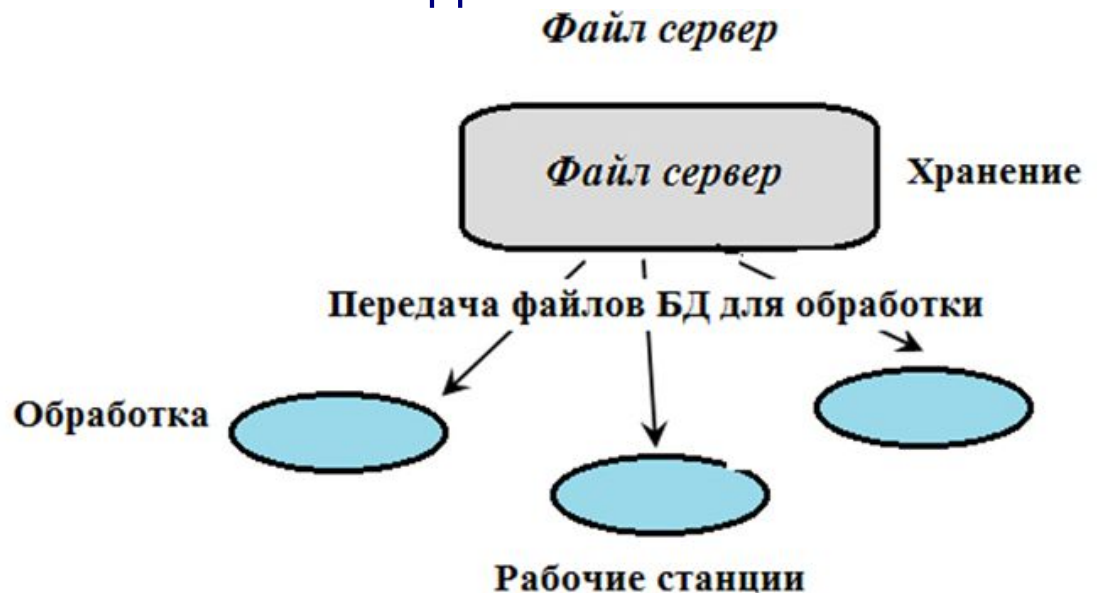 Файл сервер
Файл сервер
Хранение
Передача файлов БД для обработки
Обработка
Рабочие станции